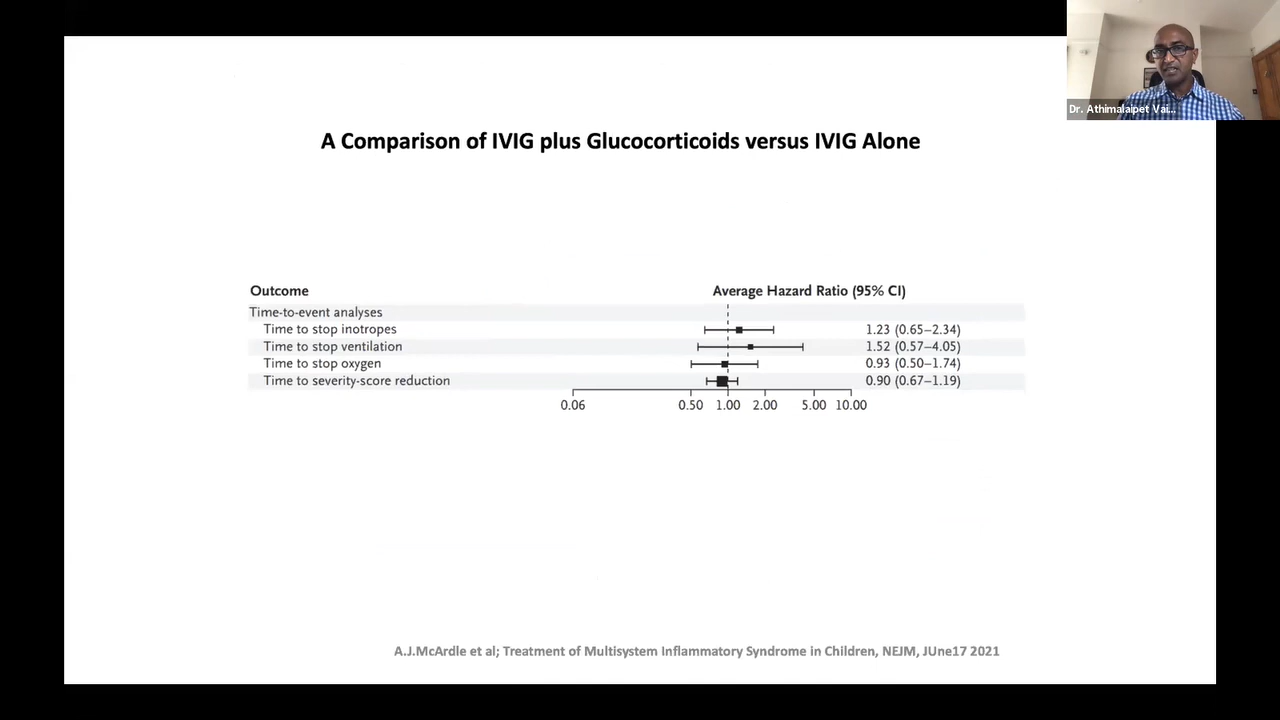 Dr. Athimalaipet Vai...
A Comparison of IVIG plus Glucocorticoids versus IVIG Alone
Outcome Average Hazard Ratio (95% CI)
Time-to-event analyses
Time to stop inotropes 1.23 (0.65–2.34)
Time to stop ventilation 1.52 (0.57–4.05)
Time to stop oxygen 0.93 (0.50–1.74)
Time to severity-score reduction 0.90 (0.67–1.19)
0.06 0.50 1.00 2.00 5.00 10.00
A.J.McArdle et al; Treatment of Multisystem Inflammatory Syndrome in Children, NEJM, JUne17 2021